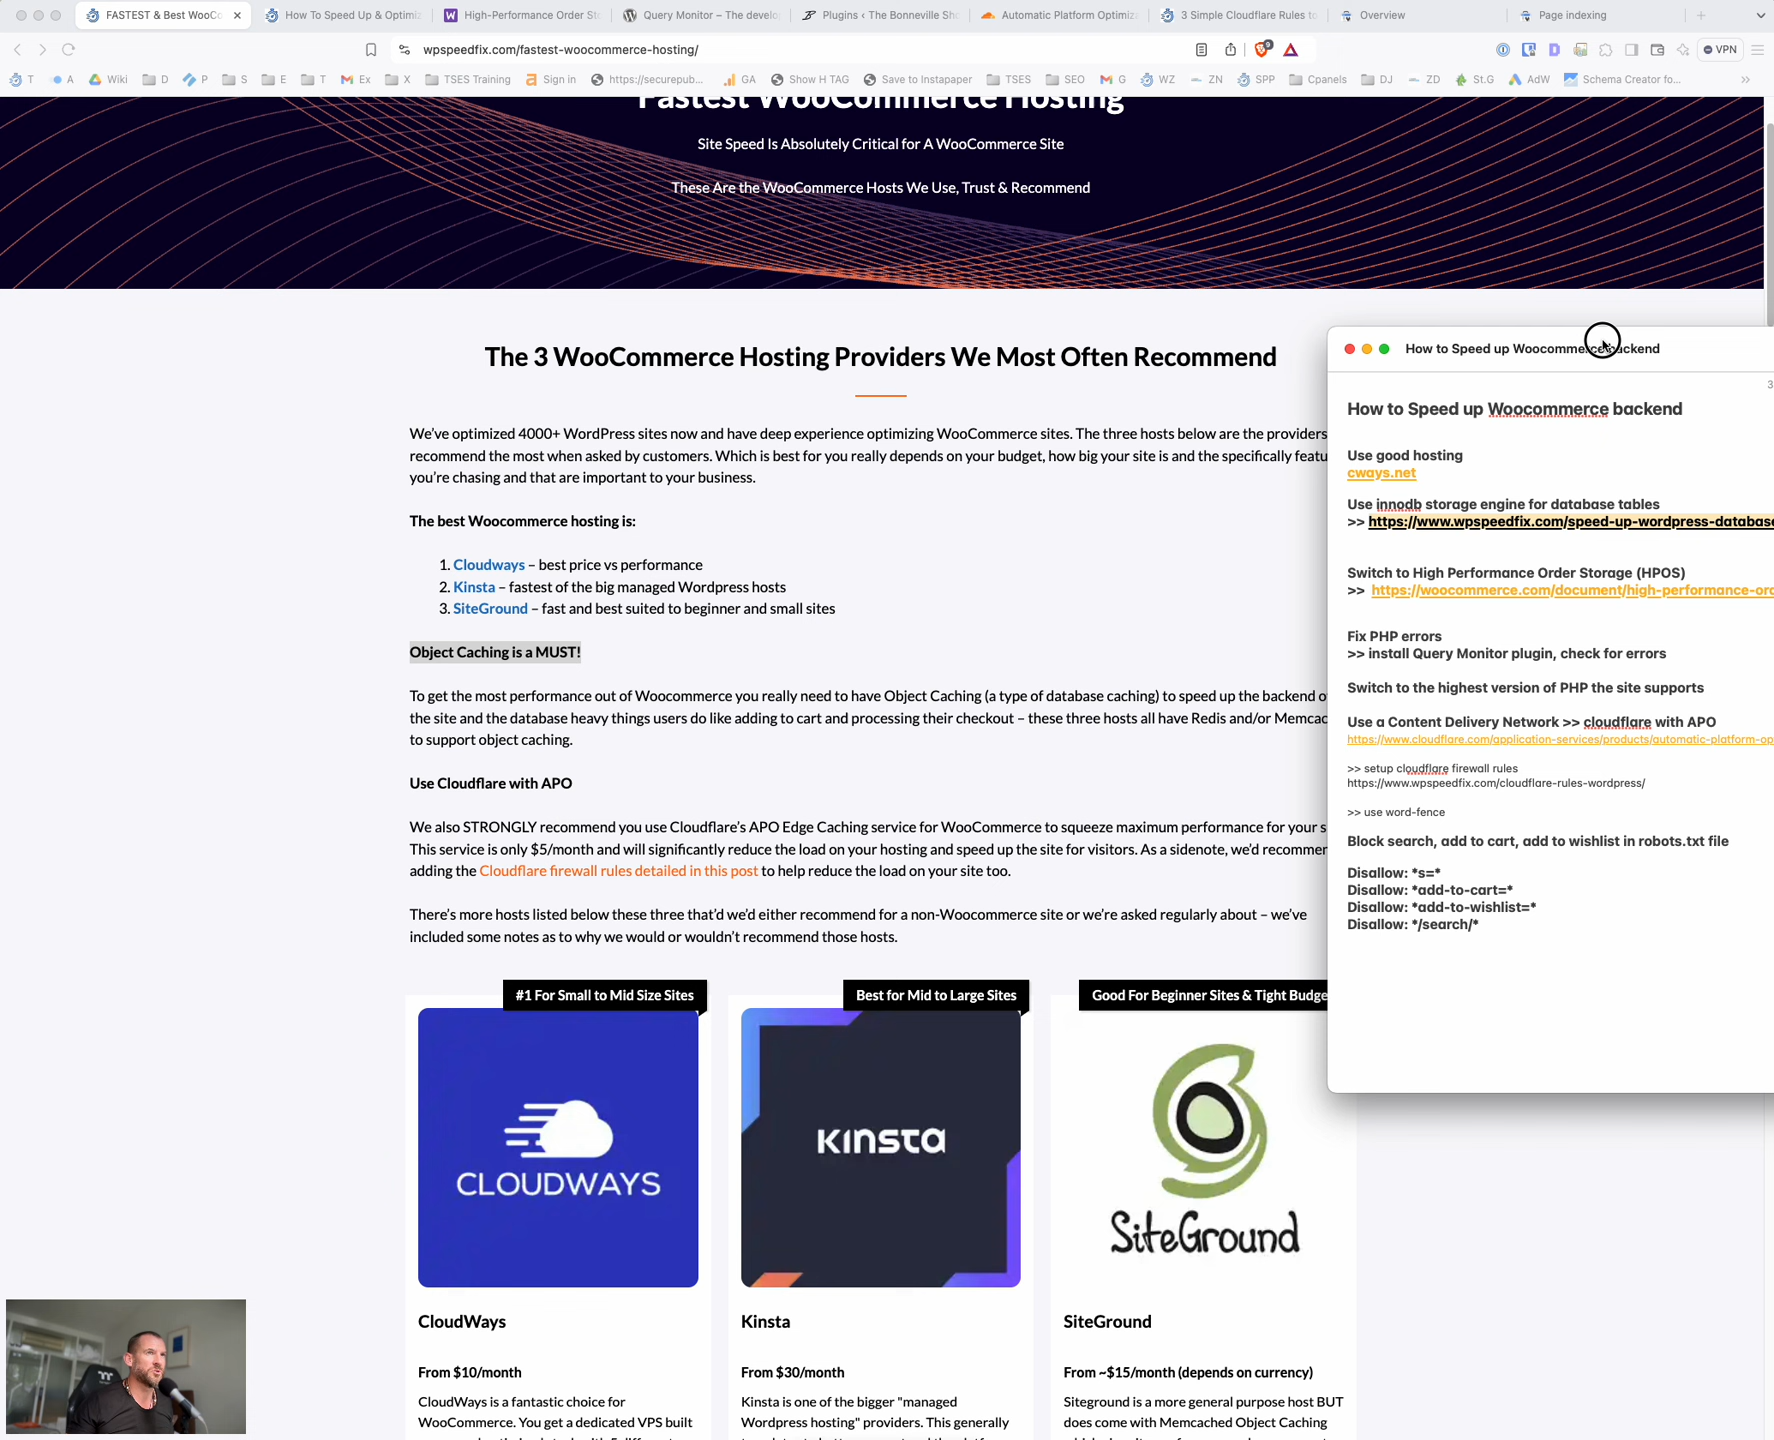 FASTEST & Best WooCo
How To Speed Up & Optimiz
High-Performance Order St
Query Monitor – The develo
Plugins ‹ The Bonneville Sh
Automatic Platform Optimiz
3 Simple Cloudflare Rules to
Overview
Page indexing
wpspeedfix.com/fastest-woocommerce-hosting/
9
VPN
T
A
Wiki
D
P
S
E
T
Ex
X
TSES Training
Sign in
https://securepub...
GA
Show H TAG
Save to Instapaper
TSES
SEO
G
WZ
ZN
SPP
Cpanels
DJ
ZD
St.G
AdW
Schema Creator fo...
Fastest WooCommerce Hosting
Site Speed Is Absolutely Critical for A WooCommerce Site
These Are the WooCommerce Hosts We Use, Trust & Recommend
The 3 WooCommerce Hosting Providers We Most Often Recommend
We’ve optimized 4000+ WordPress sites now and have deep experience optimizing WooCommerce sites. The three hosts below are the providers
recommend the most when asked by customers. Which is best for you really depends on your budget, how big your site is and the specifically featu
you’re chasing and that are important to your business.
The best Woocommerce hosting is:
1. Cloudways – best price vs performance
2. Kinsta – fastest of the big managed Wordpress hosts
3. SiteGround – fast and best suited to beginner and small sites
Object Caching is a MUST!
To get the most performance out of Woocommerce you really need to have Object Caching (a type of database caching) to speed up the backend o
the site and the database heavy things users do like adding to cart and processing their checkout – these three hosts all have Redis and/or Memcac
to support object caching.
Use Cloudflare with APO
We also STRONGLY recommend you use Cloudflare’s APO Edge Caching service for WooCommerce to squeeze maximum performance for your s
This service is only $5/month and will significantly reduce the load on your hosting and speed up the site for visitors. As a sidenote, we’d recommen
adding the Cloudflare firewall rules detailed in this post to help reduce the load on your site too.
There’s more hosts listed below these three that’d we’d either recommend for a non-Woocommerce site or we’re asked regularly about – we’ve
included some notes as to why we would or wouldn’t recommend those hosts.
#1 For Small to Mid Size Sites
Best for Mid to Large Sites
Good For Beginner Sites & Tight Budge
CLOUDWAYS
KINSTA
SiteGround
CloudWays
Kinsta
SiteGround
From $10/month
From $30/month
From ~$15/month (depends on currency)
CloudWays is a fantastic choice for
WooCommerce. You get a dedicated VPS built
Kinsta is one of the bigger "managed
Wordpress hosting" providers. This generally
Siteground is a more general purpose host BUT
does come with Memcached Object Caching
How to Speed up Woocommerce backend
3
How to Speed up Woocommerce backend
Use good hosting
cways.net
Use innodb storage engine for database tables
>> https://www.wpspeedfix.com/speed-up-wordpress-database
Switch to High Performance Order Storage (HPOS)
>> https://woocommerce.com/document/high-performance-ord
Fix PHP errors
>> install Query Monitor plugin, check for errors
Switch to the highest version of PHP the site supports
Use a Content Delivery Network >> cloudflare with APO
https://www.cloudflare.com/application-services/products/automatic-platform-op
>> setup cloudflare firewall rules
https://www.wpspeedfix.com/cloudflare-rules-wordpress/
>> use word-fence
Block search, add to cart, add to wishlist in robots.txt file
Disallow: *s=*
Disallow: *add-to-cart=*
Disallow: *add-to-wishlist=*
Disallow: */search/*